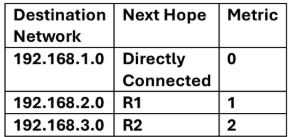 Destination Network Next Hope Metric
192.168.1.0 Directly Connected 0
192.168.2.0 R1 1
192.168.3.0 R2 2